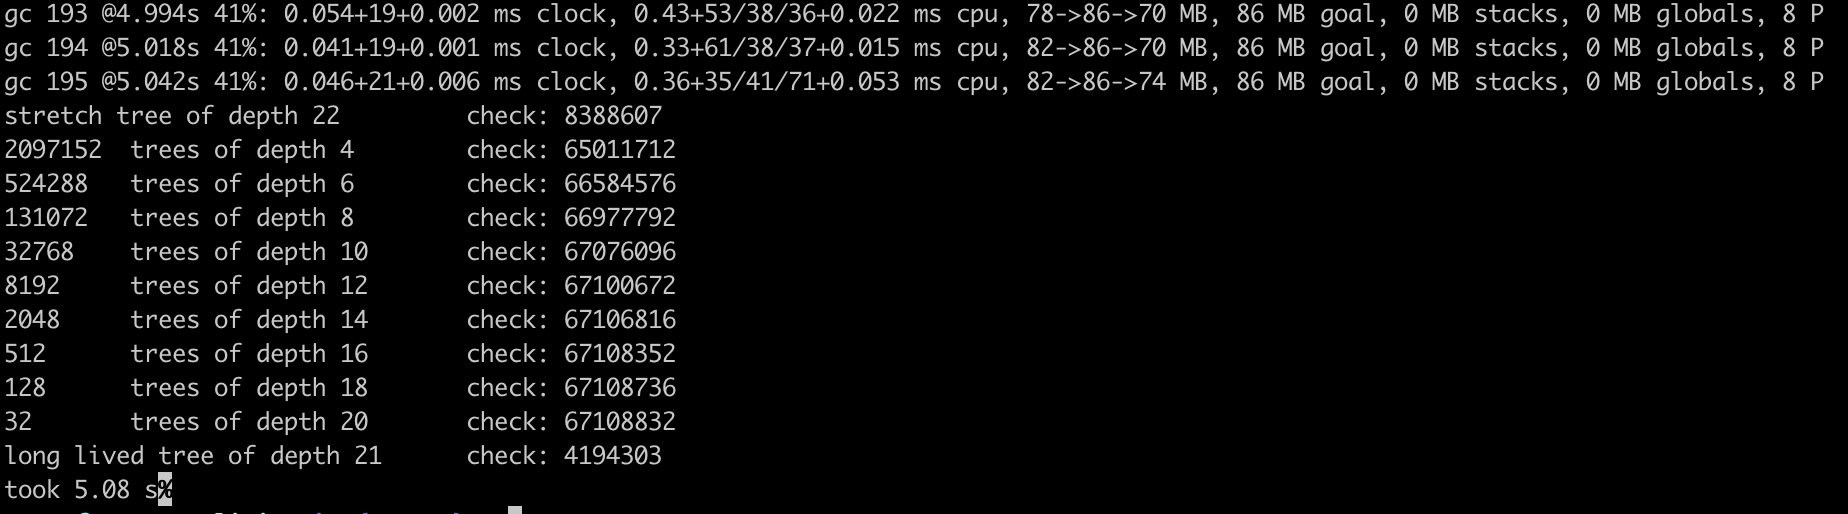 gc 193 @4.994s 41%: 0.054+19+0.002 ms clock, 0.43+53/38/36+0.022 ms cpu, 78->86->70 MB, 86 MB goal, 0 MB stacks, 0 MB globals, 8 P
gc 194 @5.018s 41%: 0.041+19+0.001 ms clock, 0.33+61/38/37+0.015 ms cpu, 82->86->70 MB, 86 MB goal, 0 MB stacks, 0 MB globals, 8 P
gc 195 @5.042s 41%: 0.046+21+0.006 ms clock, 0.36+35/41/71+0.053 ms cpu, 82->86->74 MB, 86 MB goal, 0 MB stacks, 0 MB globals, 8 P
stretch tree of depth 22 check: 8388607
2097152 trees of depth 4 check: 65011712
524288 trees of depth 6 check: 66584576
131072 trees of depth 8 check: 66977792
32768 trees of depth 10 check: 67076096
8192 trees of depth 12 check: 67100672
2048 trees of depth 14 check: 67106816
512 trees of depth 16 check: 67108352
128 trees of depth 18 check: 67108736
32 trees of depth 20 check: 67108832
long lived tree of depth 21 check: 4194303
took 5.08 s%